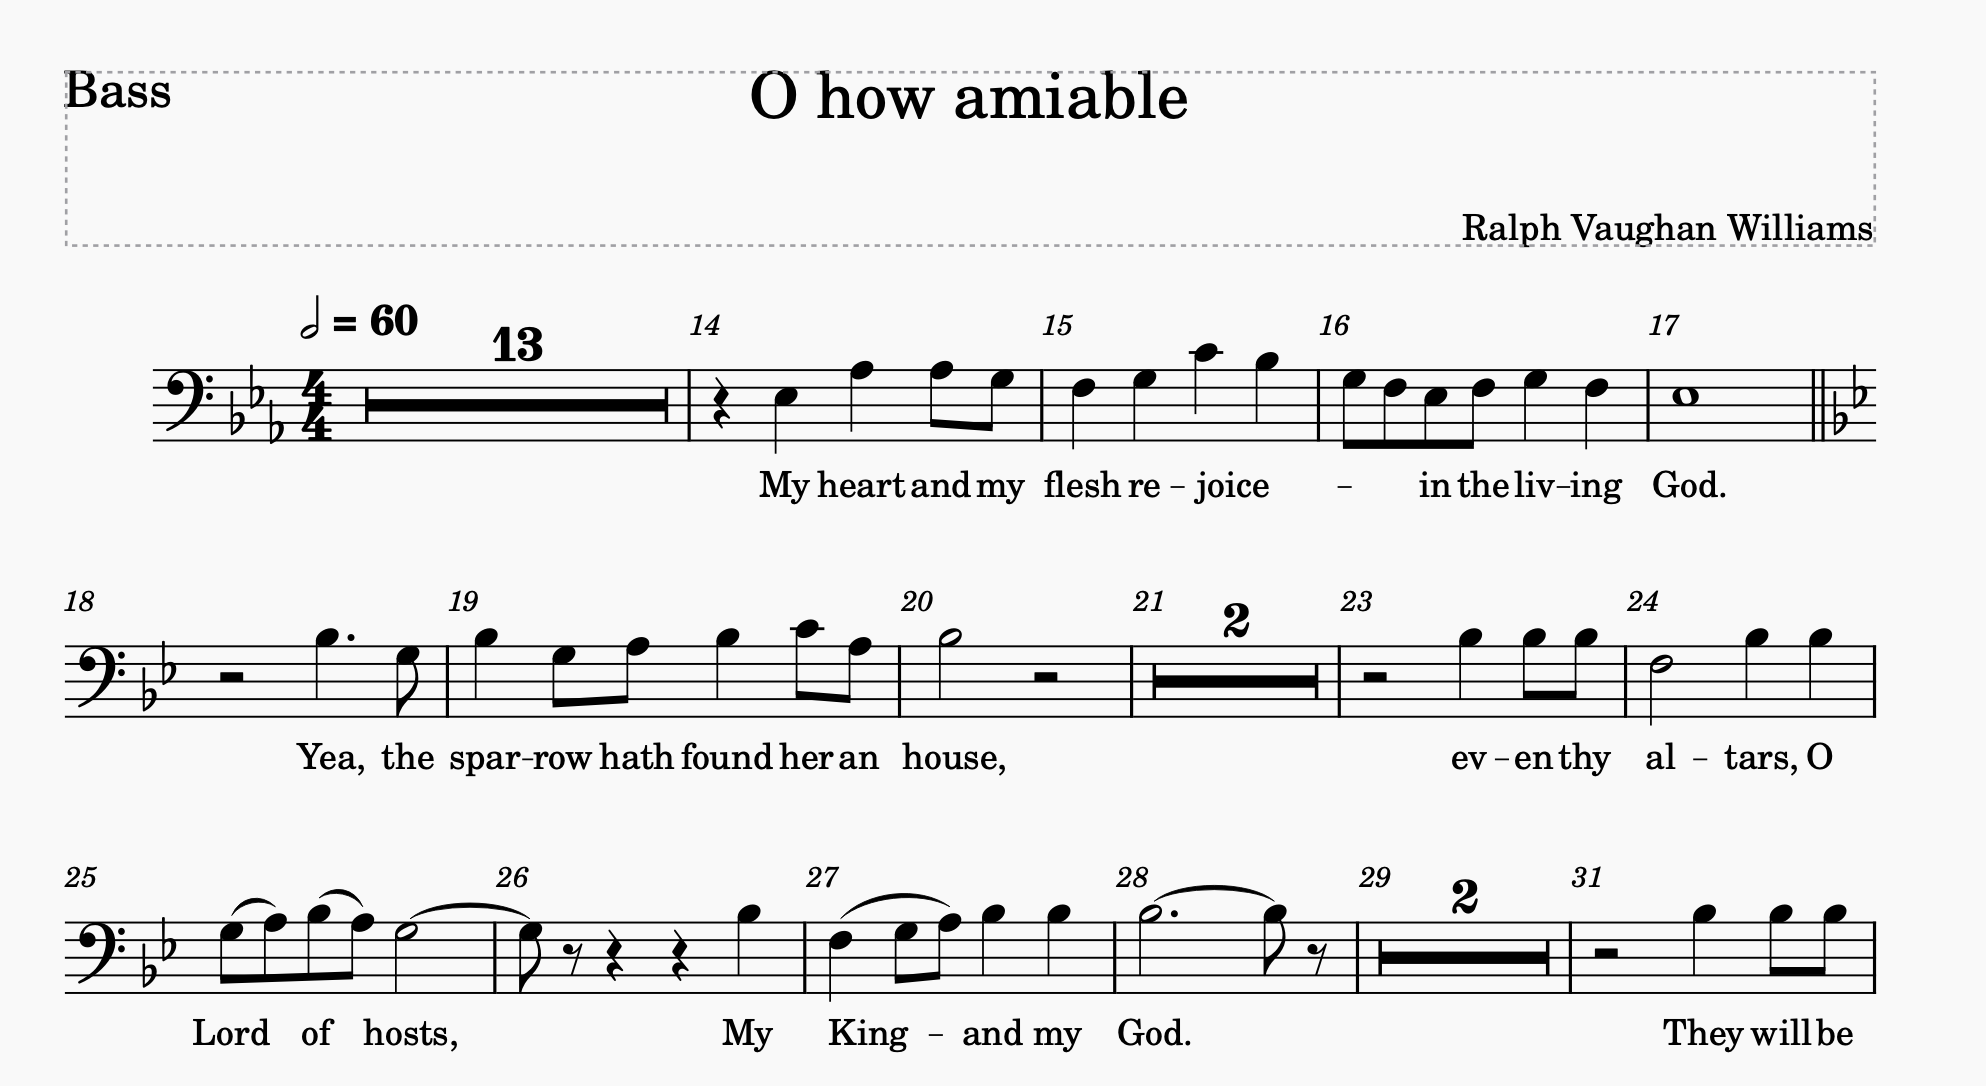 Bass
O how amiable
Ralph Vaughan Williams
= 60
13
14 15 16 17
4
4
My heart and my flesh re - joice - in the liv-ing God.
18 19 20 21 2 23 24
Yea, the spar-row hath found her an house, ev-en thy al - tars, O
25 26 27 28 29 2 31
Lord of hosts, My King - and my God. They will be